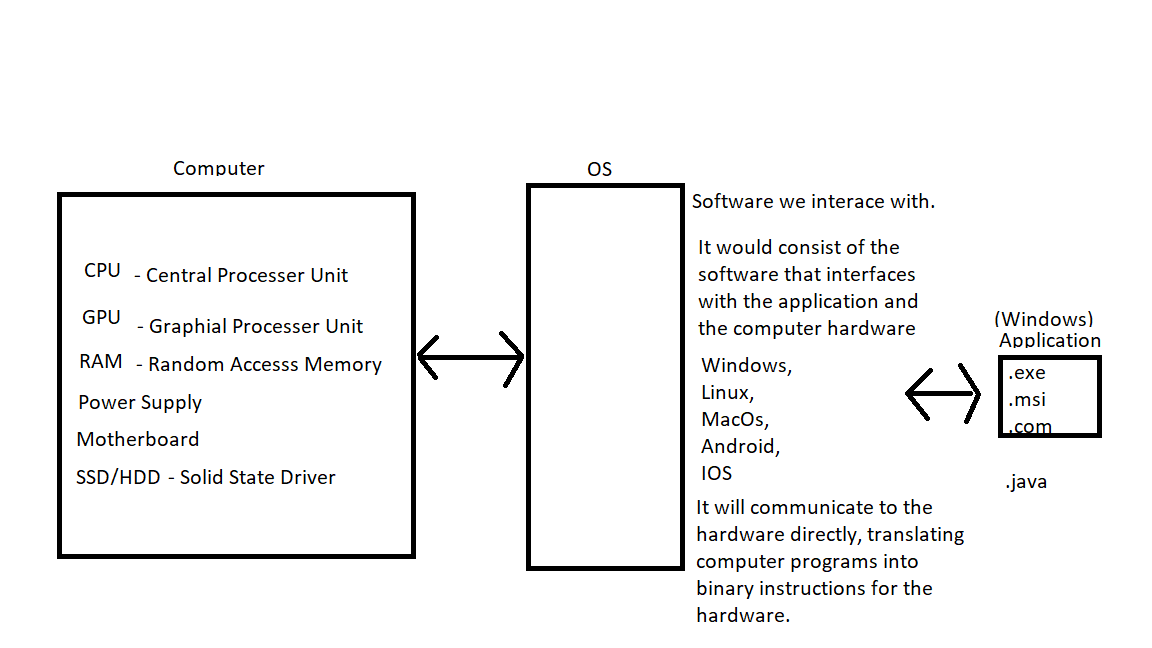 Computer
OS
CPU - Central Processer Unit
GPU - Graphial Processer Unit
RAM - Random Accesss Memory
Power Supply
Motherboard
SSD/HDD - Solid State Driver
Software we interace with.
It would consist of the
software that interfaces
with the application and
the computer hardware
Windows,
Linux,
MacOs,
Android,
IOS
It will communicate to the
hardware directly, translating
computer programs into
binary instructions for the
hardware.
(Windows)
Application
.exe
.msi
.com
.java